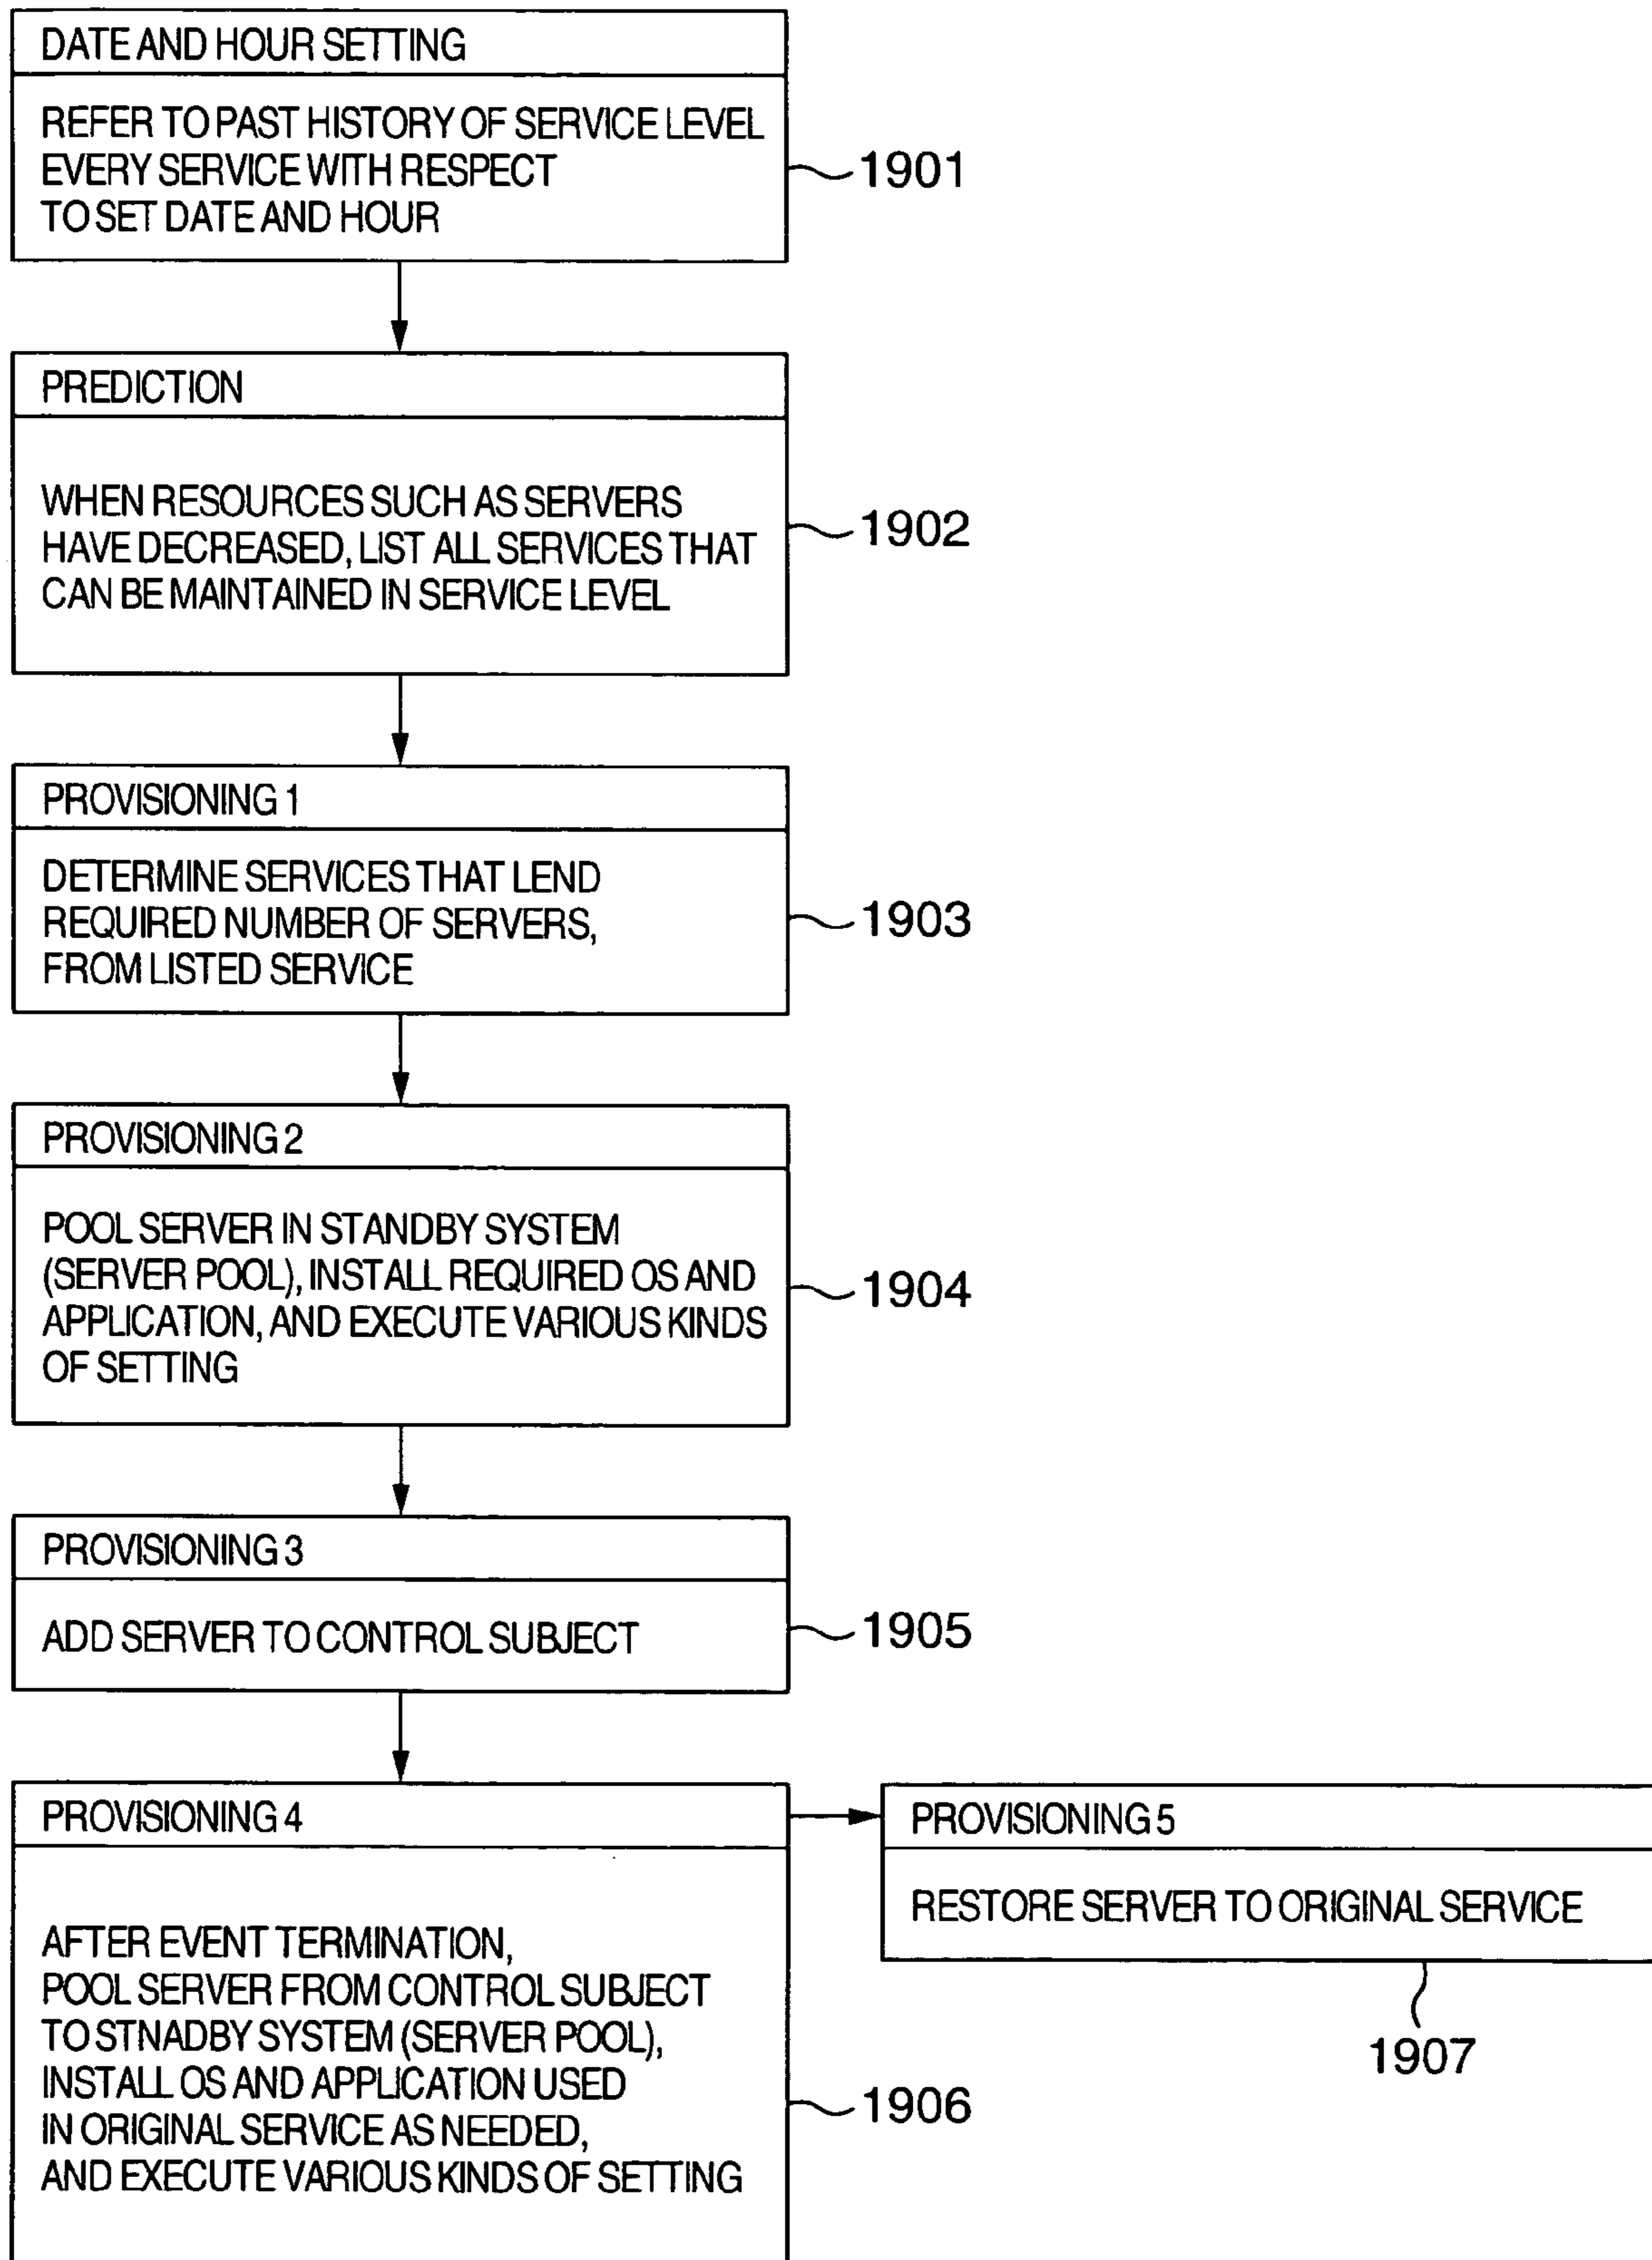 DATE AND HOUR SETTING
REFER TO PAST HISTORY OF SERVICE LEVEL
EVERY SERVICE WITH RESPECT
TO SET DATE AND HOUR
1901
PREDICTION
WHEN RESOURCES SUCH AS SERVERS
HAVE DECREASED, LIST ALL SERVICES THAT
CAN BE MAINTAINED IN SERVICE LEVEL
1902
PROVISIONING 1
DETERMINE SERVICES THAT LEND
REQUIRED NUMBER OF SERVERS,
FROM LISTED SERVICE
1903
PROVISIONING 2
POOL SERVER IN STANDBY SYSTEM
(SERVER POOL), INSTALL REQUIRED OS AND
APPLICATION, AND EXECUTE VARIOUS KINDS
OF SETTING
1904
PROVISIONING 3
ADD SERVER TO CONTROL SUBJECT
1905
PROVISIONING 4
AFTER EVENT TERMINATION,
POOL SERVER FROM CONTROL SUBJECT
TO STNADBY SYSTEM (SERVER POOL),
INSTALL OS AND APPLICATION USED
IN ORIGINAL SERVICE AS NEEDED,
AND EXECUTE VARIOUS KINDS OF SETTING
1906
PROVISIONING 5
RESTORE SERVER TO ORIGINAL SERVICE
1907